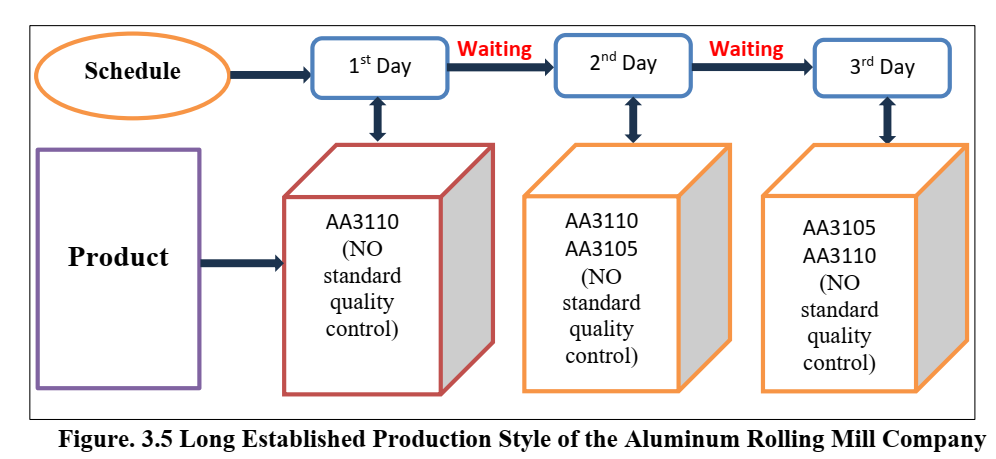 Schedule
1st Day
Waiting
2nd Day
Waiting
3rd Day
Product
AA3110
(NO
standard
quality
control)
AA3110
AA3105
(NO
standard
quality
control)
AA3105
AA3110
(NO
standard
quality
control)
Figure. 3.5 Long Established Production Style of the Aluminum Rolling Mill Company